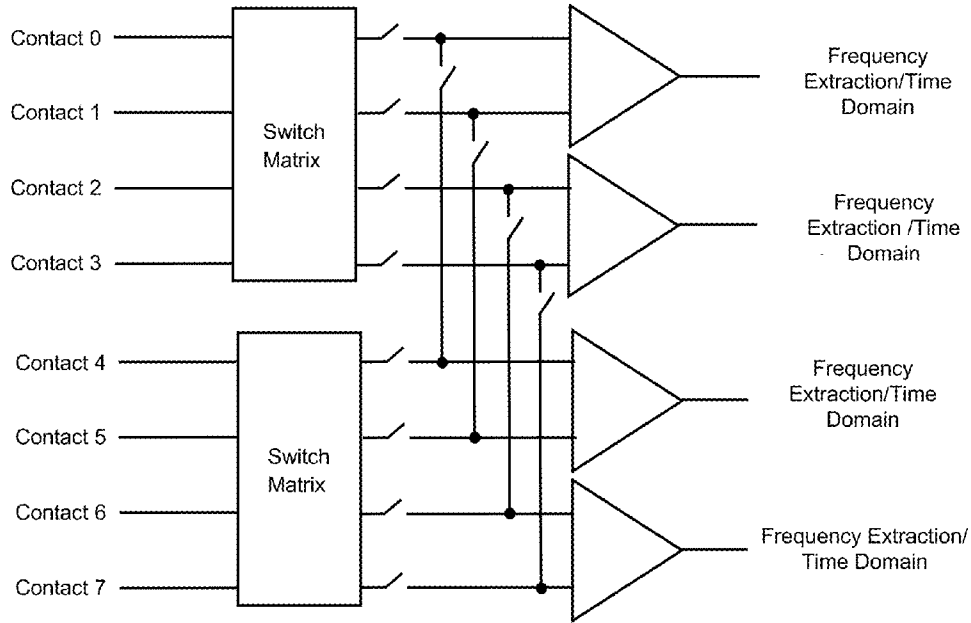 Contact 0
Contact 1
Contact 2
Contact 3
Switch
Matrix
Frequency
Extraction/Time
Domain
Frequency
Extraction /Time
Domain
Contact 4
Contact 5
Contact 6
Contact 7
Switch
Matrix
Frequency
Extraction/Time
Domain
Frequency Extraction/
Time Domain